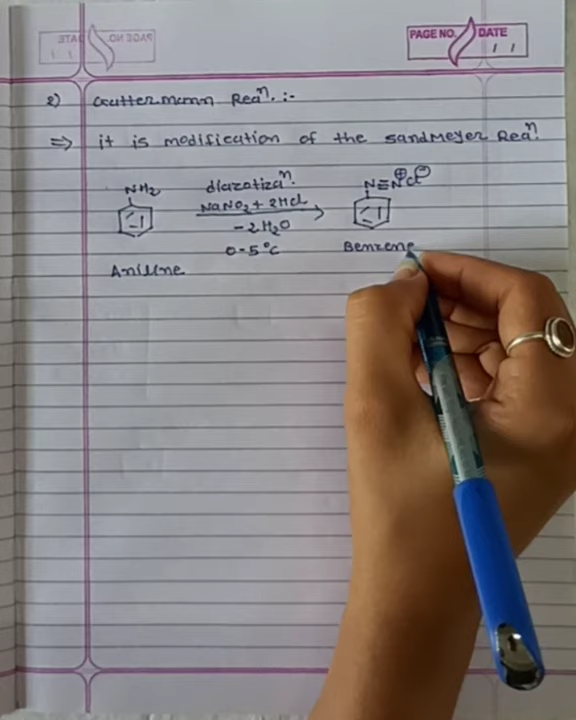 PAGE NO. DATE
/ /
2) Gattermann Reaⁿ. :-
⇒ it is modification of the sandmeyer Reaⁿ.
NH₂ diazotizaⁿ. N≡N⊕Cl⊖
NaNO₂ + 2HCl
-2H₂O
0-5°C Benzene
Aniline